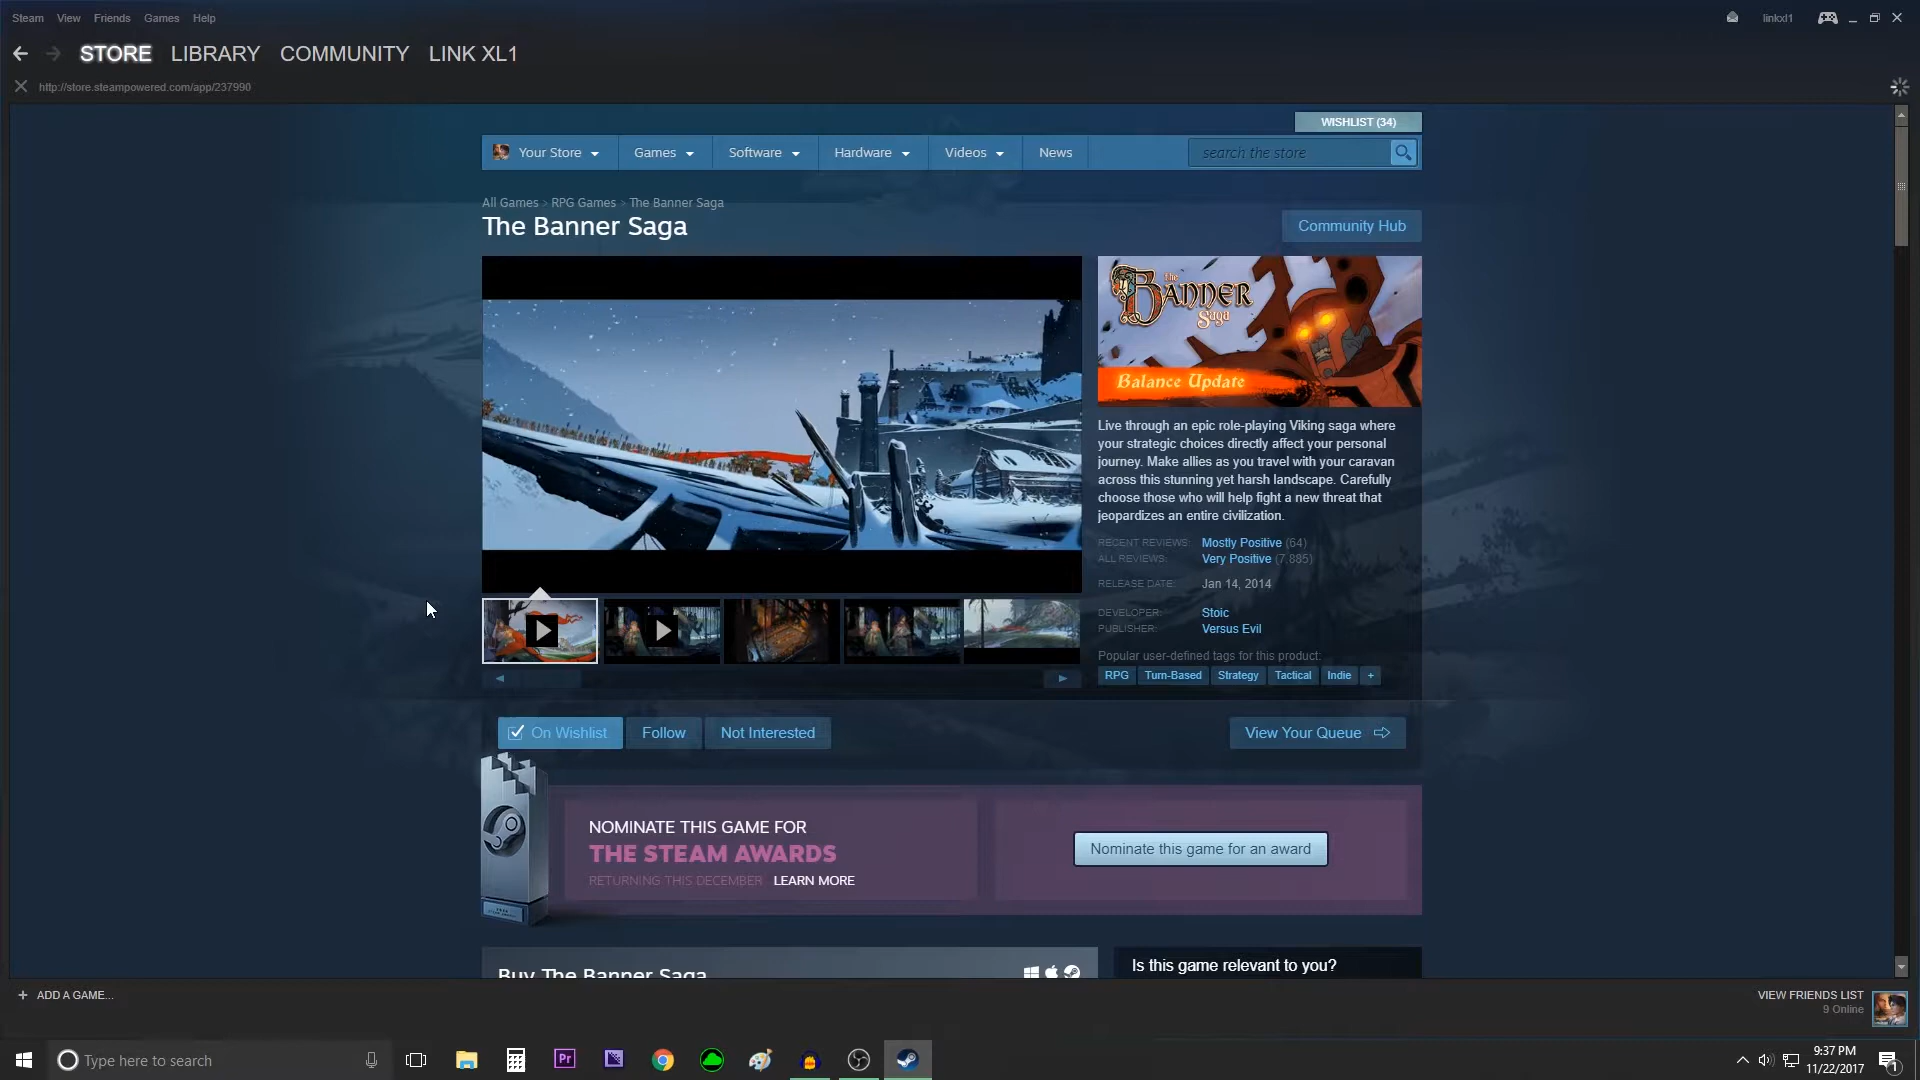 Steam View Friends Games Help
linkxl1
STORE LIBRARY COMMUNITY LINK XL1
http://store.steampowered.com/app/237990
WISHLIST (34)
Your Store Games Software Hardware Videos News search the store
All Games > RPG Games > The Banner Saga
The Banner Saga
Community Hub
the
BANNER
Saga
Balance Update
Live through an epic role-playing Viking saga where
your strategic choices directly affect your personal
journey. Make allies as you travel with your caravan
across this stunning yet harsh landscape. Carefully
choose those who will help fight a new threat that
jeopardizes an entire civilization.
RECENT REVIEWS: Mostly Positive (64)
ALL REVIEWS: Very Positive (7,885)
RELEASE DATE: Jan 14, 2014
DEVELOPER: Stoic
PUBLISHER: Versus Evil
Popular user-defined tags for this product:
RPG Turn-Based Strategy Tactical Indie +
On Wishlist Follow Not Interested View Your Queue
NOMINATE THIS GAME FOR
THE STEAM AWARDS
RETURNING THIS DECEMBER LEARN MORE
Nominate this game for an award
Buy The Banner Saga
Is this game relevant to you?
+ ADD A GAME...
VIEW FRIENDS LIST
9 Online
Type here to search
Pr
9:37 PM
11/22/2017
1